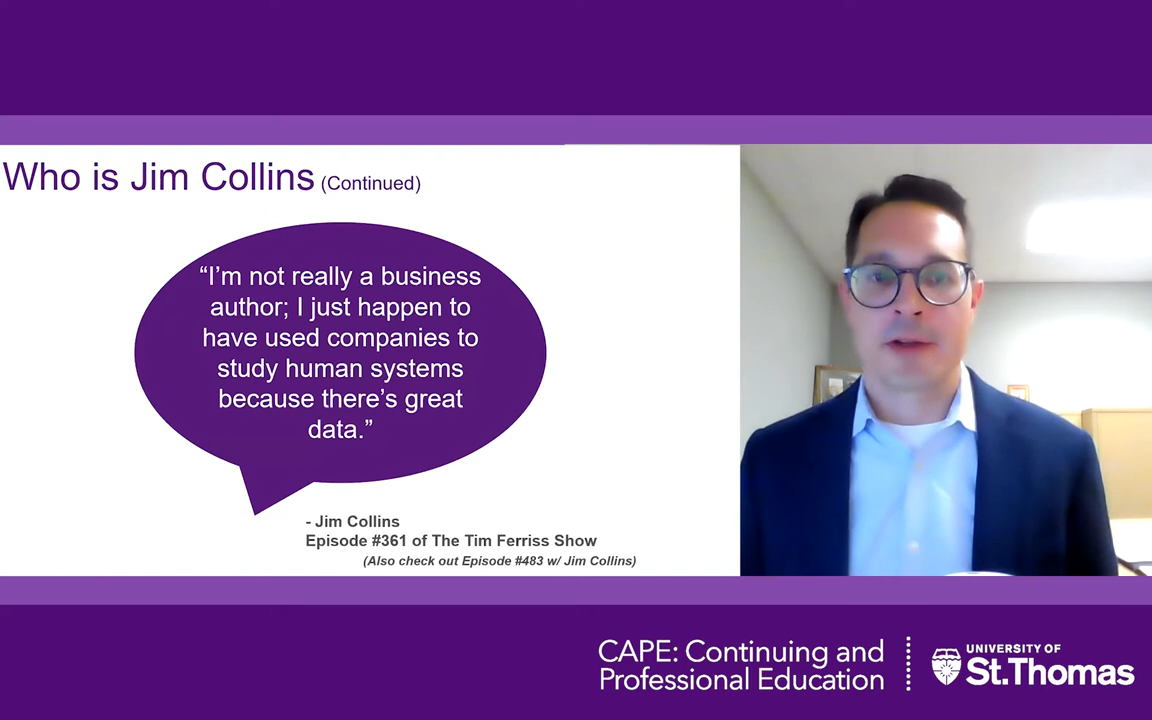 Who is Jim Collins (Continued)
“I’m not really a business
author; I just happen to
have used companies to
study human systems
because there’s great
data.”
- Jim Collins
Episode #361 of The Tim Ferriss Show
(Also check out Episode #483 w/ Jim Collins)
CAPE: Continuing and
Professional Education
UNIVERSITY OF
St.Thomas